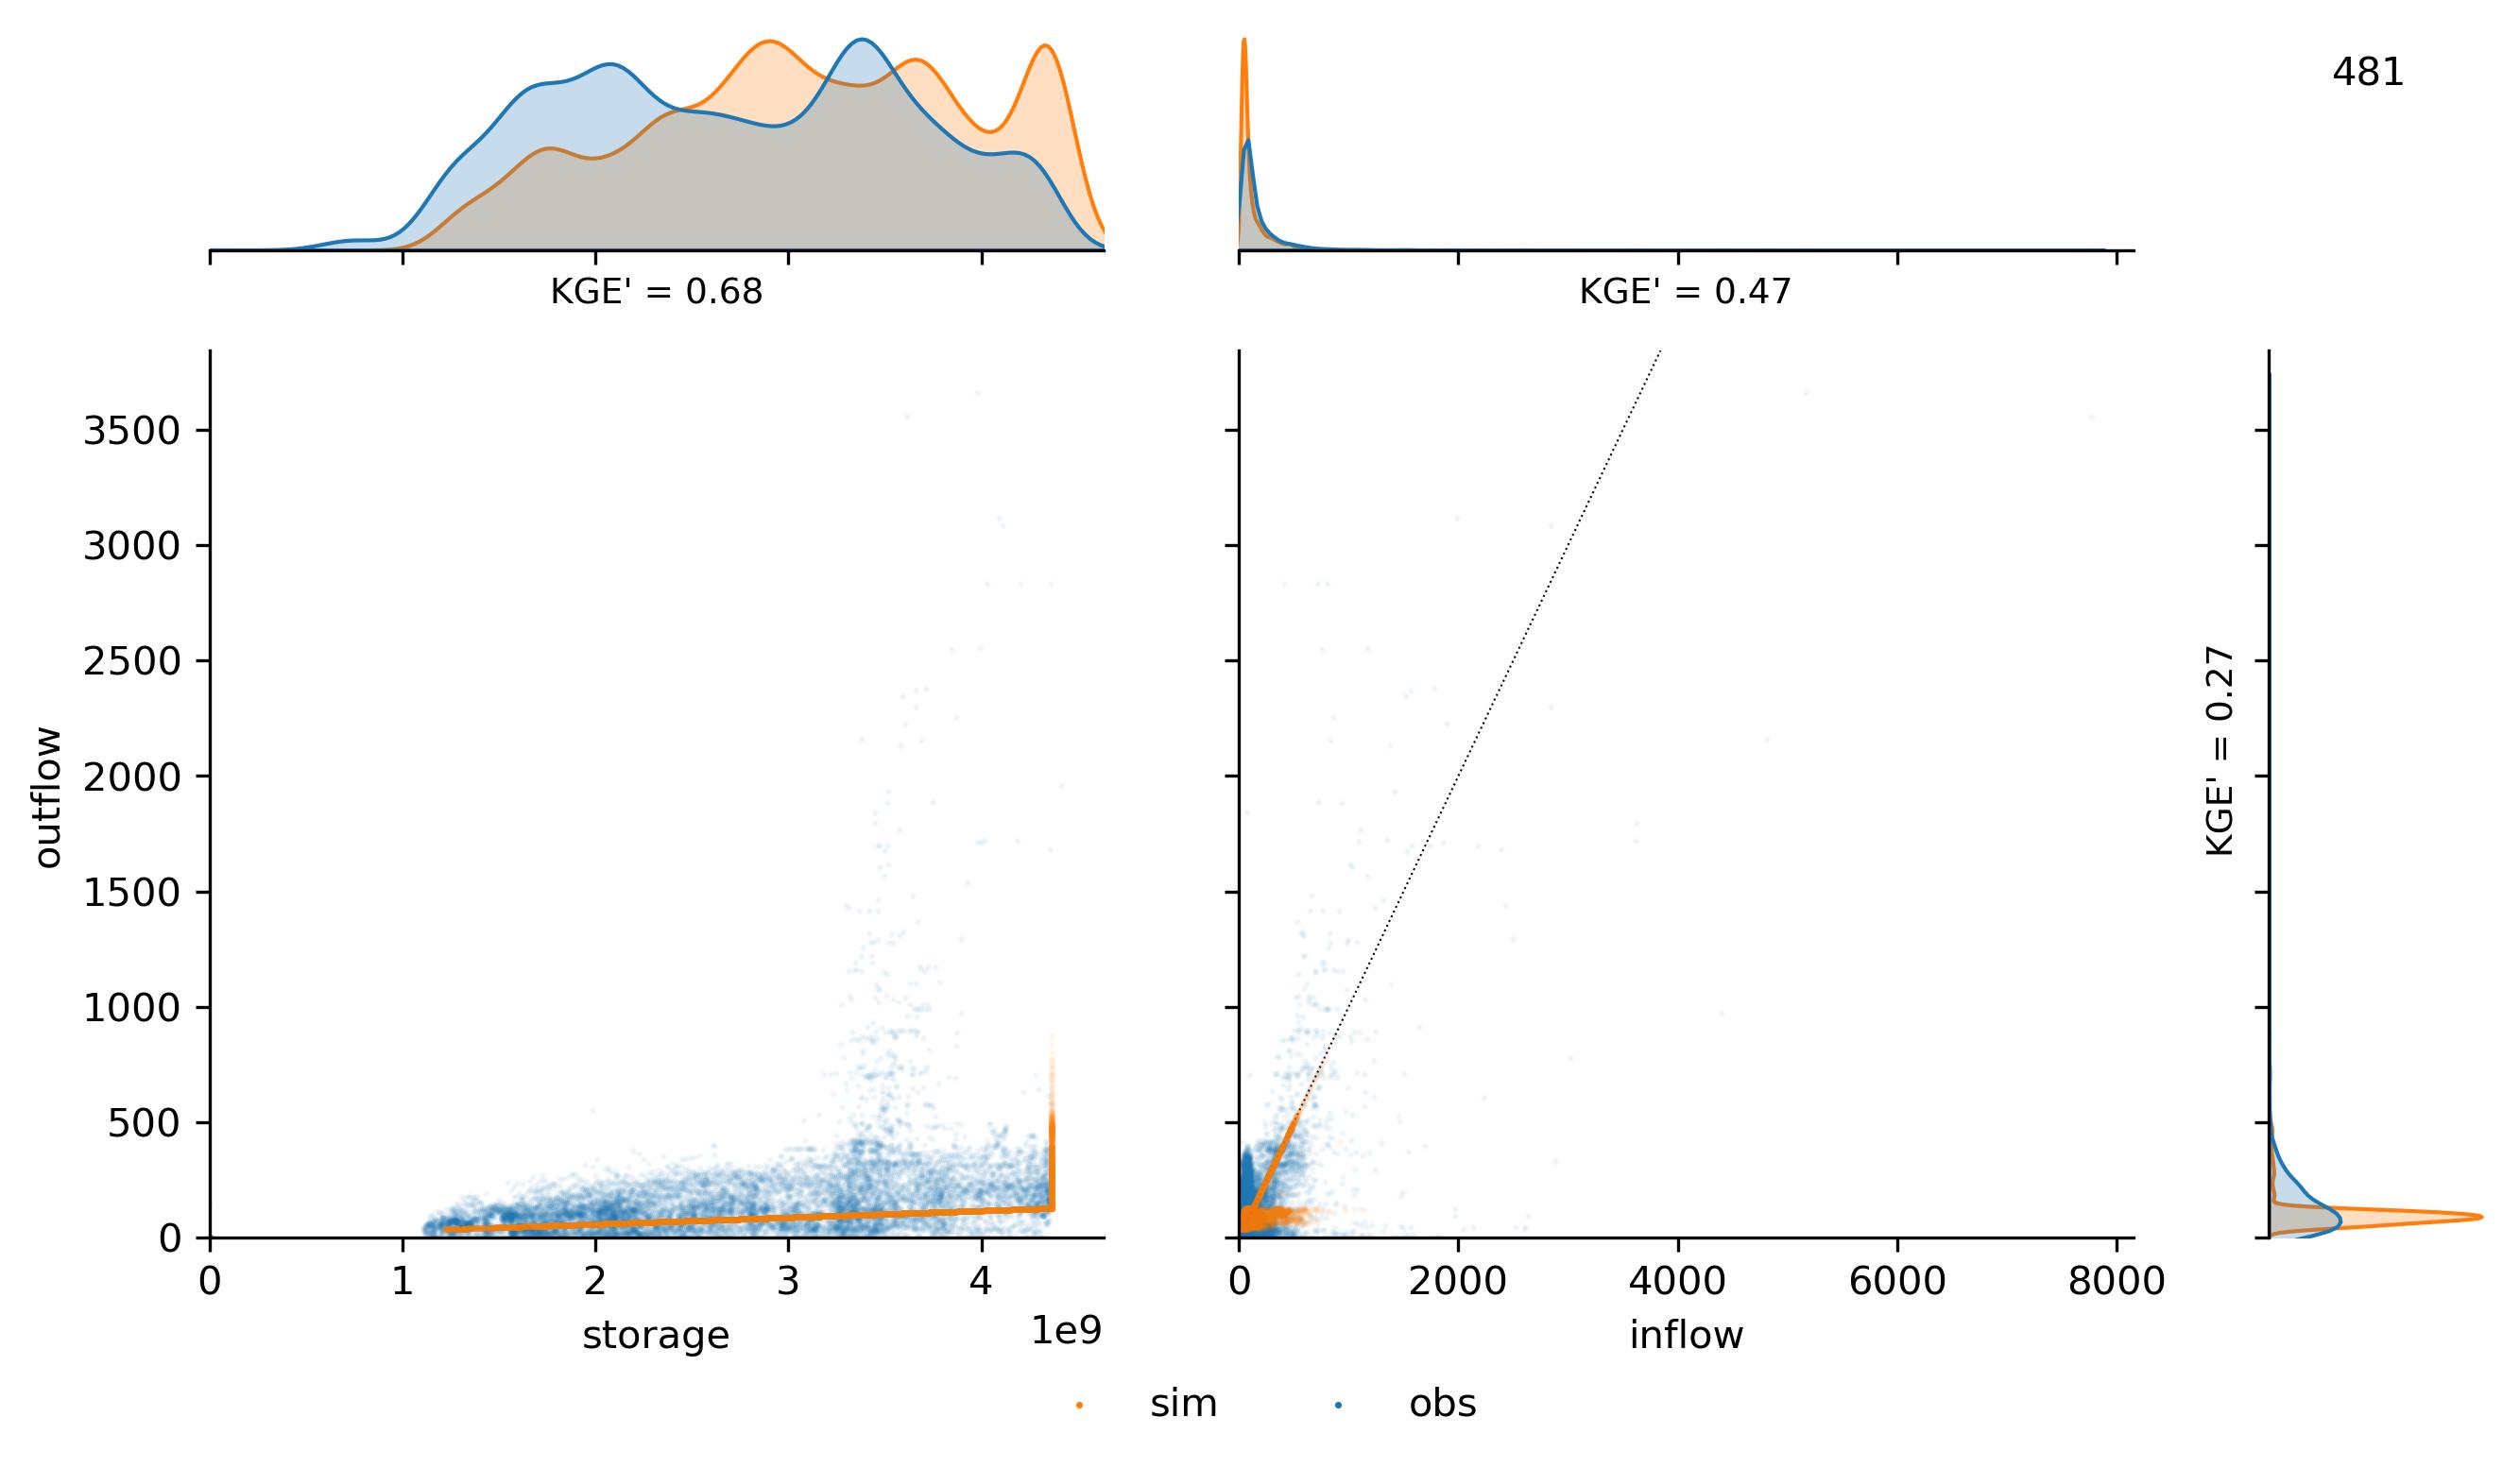 481
KGE' = 0.68
KGE' = 0.47
3500
3000
2500
2000
1500
1000
500
0
outflow
KGE' = 0.27
0 1 2 3 4
1e9
storage
0 2000 4000 6000 8000
inflow
sim obs